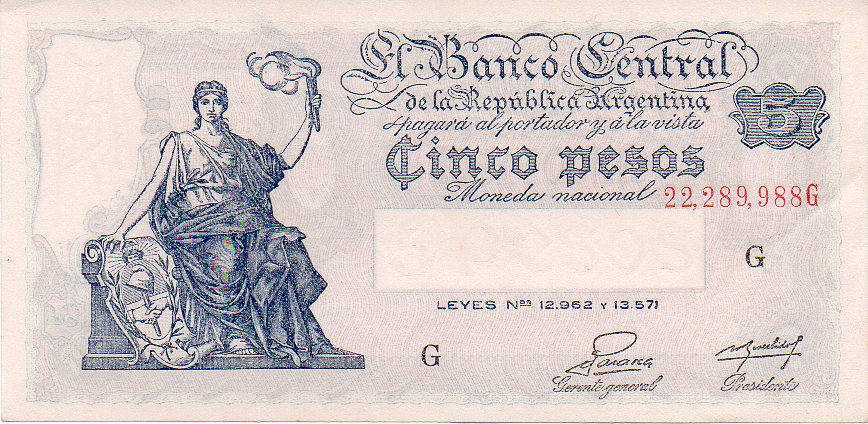 El Banco Central
de la República Argentina
pagará al portador y á la vista
5
Cinco pesos
Moneda nacional
22,289,988G
G
LEYES Nos 12.962 Y 13.571
G
Gerente general
Presidente